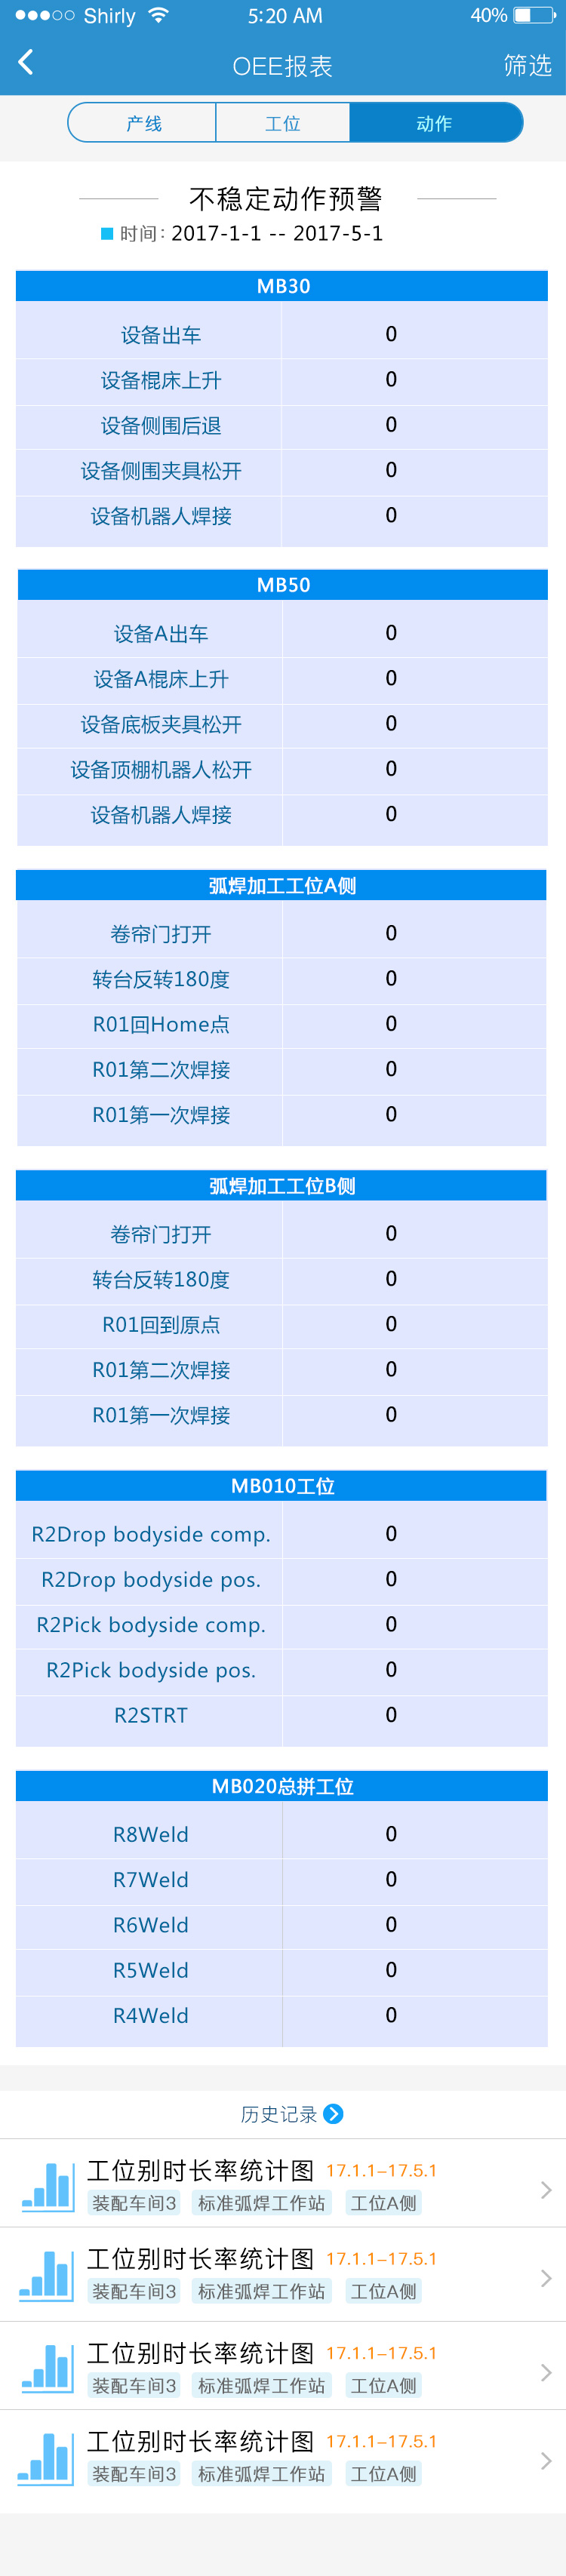 Shirly 5:20 AM 40%
OEE报表 筛选
产线 工位 动作
不稳定动作预警
时间：2017-1-1 -- 2017-5-1
MB30
设备出车 0
设备棍床上升 0
设备侧围后退 0
设备侧围夹具松开 0
设备机器人焊接 0
MB50
设备A出车 0
设备A棍床上升 0
设备底板夹具松开 0
设备顶棚机器人松开 0
设备机器人焊接 0
弧焊加工工位A侧
卷帘门打开 0
转台反转180度 0
R01回Home点 0
R01第二次焊接 0
R01第一次焊接 0
弧焊加工工位B侧
卷帘门打开 0
转台反转180度 0
R01回到原点 0
R01第二次焊接 0
R01第一次焊接 0
MB010工位
R2Drop bodyside comp. 0
R2Drop bodyside pos. 0
R2Pick bodyside comp. 0
R2Pick bodyside pos. 0
R2STRT 0
MB020总拼工位
R8Weld 0
R7Weld 0
R6Weld 0
R5Weld 0
R4Weld 0
历史记录
工位别时长率统计图 17.1.1-17.5.1
装配车间3 标准弧焊工作站 工位A侧
工位别时长率统计图 17.1.1-17.5.1
装配车间3 标准弧焊工作站 工位A侧
工位别时长率统计图 17.1.1-17.5.1
装配车间3 标准弧焊工作站 工位A侧
工位别时长率统计图 17.1.1-17.5.1
装配车间3 标准弧焊工作站 工位A侧